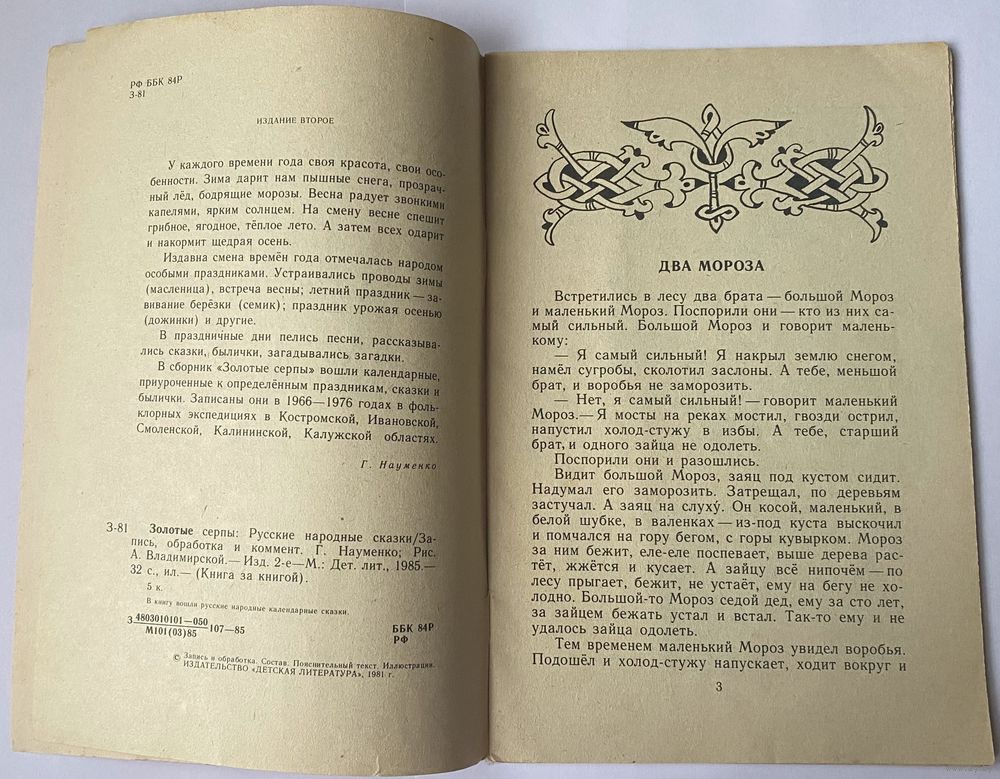 РФ ББК 84Р
З-81
ИЗДАНИЕ ВТОРОЕ
У каждого времени года своя красота, свои осо-
бенности. Зима дарит нам пышные снега, прозрач-
ный лёд, бодрящие морозы. Весна радует звонкими
капелями, ярким солнцем. На смену весне спешит
грибное, ягодное, тёплое лето. А затем всех одарит
и накормит щедрая осень.
Издавна смена времён года отмечалась народом
особыми праздниками. Устраивались проводы зимы
(масленица), встреча весны; летний праздник — за-
вивание берёзки (семик); праздник урожая осенью
(дожинки) и другие.
В праздничные дни пелись песни, рассказыва-
лись сказки, былички, загадывались загадки.
В сборник «Золотые серпы» вошли календарные,
приуроченные к определённым праздникам, сказки и
былички. Записаны они в 1966—1976 годах в фоль-
клорных экспедициях в Костромской, Ивановской,
Смоленской, Калининской, Калужской областях.
Г. Науменко
З-81 Золотые серпы: Русские народные сказки/За-
пись, обработка и коммент. Г. Науменко; Рис.
А. Владимирской.— Изд. 2-е—М.: Дет. лит., 1985.—
32 с., ил.— (Книга за книгой).
5 к.
В книгу вошли русские народные календарные сказки.
З 4803010101—050
М101(03)85 107—85
ББК 84Р
РФ
© Запись и обработка. Состав. Пояснительный текст. Иллюстрации.
ИЗДАТЕЛЬСТВО «ДЕТСКАЯ ЛИТЕРАТУРА», 1981 г.
ДВА МОРОЗА
Встретились в лесу два брата — большой Мороз
и маленький Мороз. Поспорили они — кто из них са-
мый сильный. Большой Мороз и говорит малень-
кому:
— Я самый сильный! Я накрыл землю снегом,
намёл сугробы, сколотил заслоны. А тебе, меньшой
брат, и воробья не заморозить.
— Нет, я самый сильный! — говорит маленький
Мороз.— Я мосты на реках мостил, гвозди острил,
напустил холод-стужу в избы. А тебе, старший
брат, и одного зайца не одолеть.
Поспорили они и разошлись.
Видит большой Мороз, заяц под кустом сидит.
Надумал его заморозить. Затрещал, по деревьям
застучал. А заяц на слуху́. Он косой, маленький, в
белой шубке, в валенках — из-под куста выскочил
и помчался на гору бегом, с горы кувырком. Мороз
за ним бежит, еле-еле поспевает, выше дерева рас-
тёт, жжётся и кусает. А зайцу всё нипочём — по
лесу прыгает, бежит, не устаёт, ему на бегу не хо-
лодно. Большой-то Мороз седой дед, ему за сто лет,
за зайцем бежать устал и встал. Так-то ему и не
удалось зайца одолеть.
Тем временем маленький Мороз увидел воробья.
Подошёл и холод-стужу напускает, ходит вокруг и
3